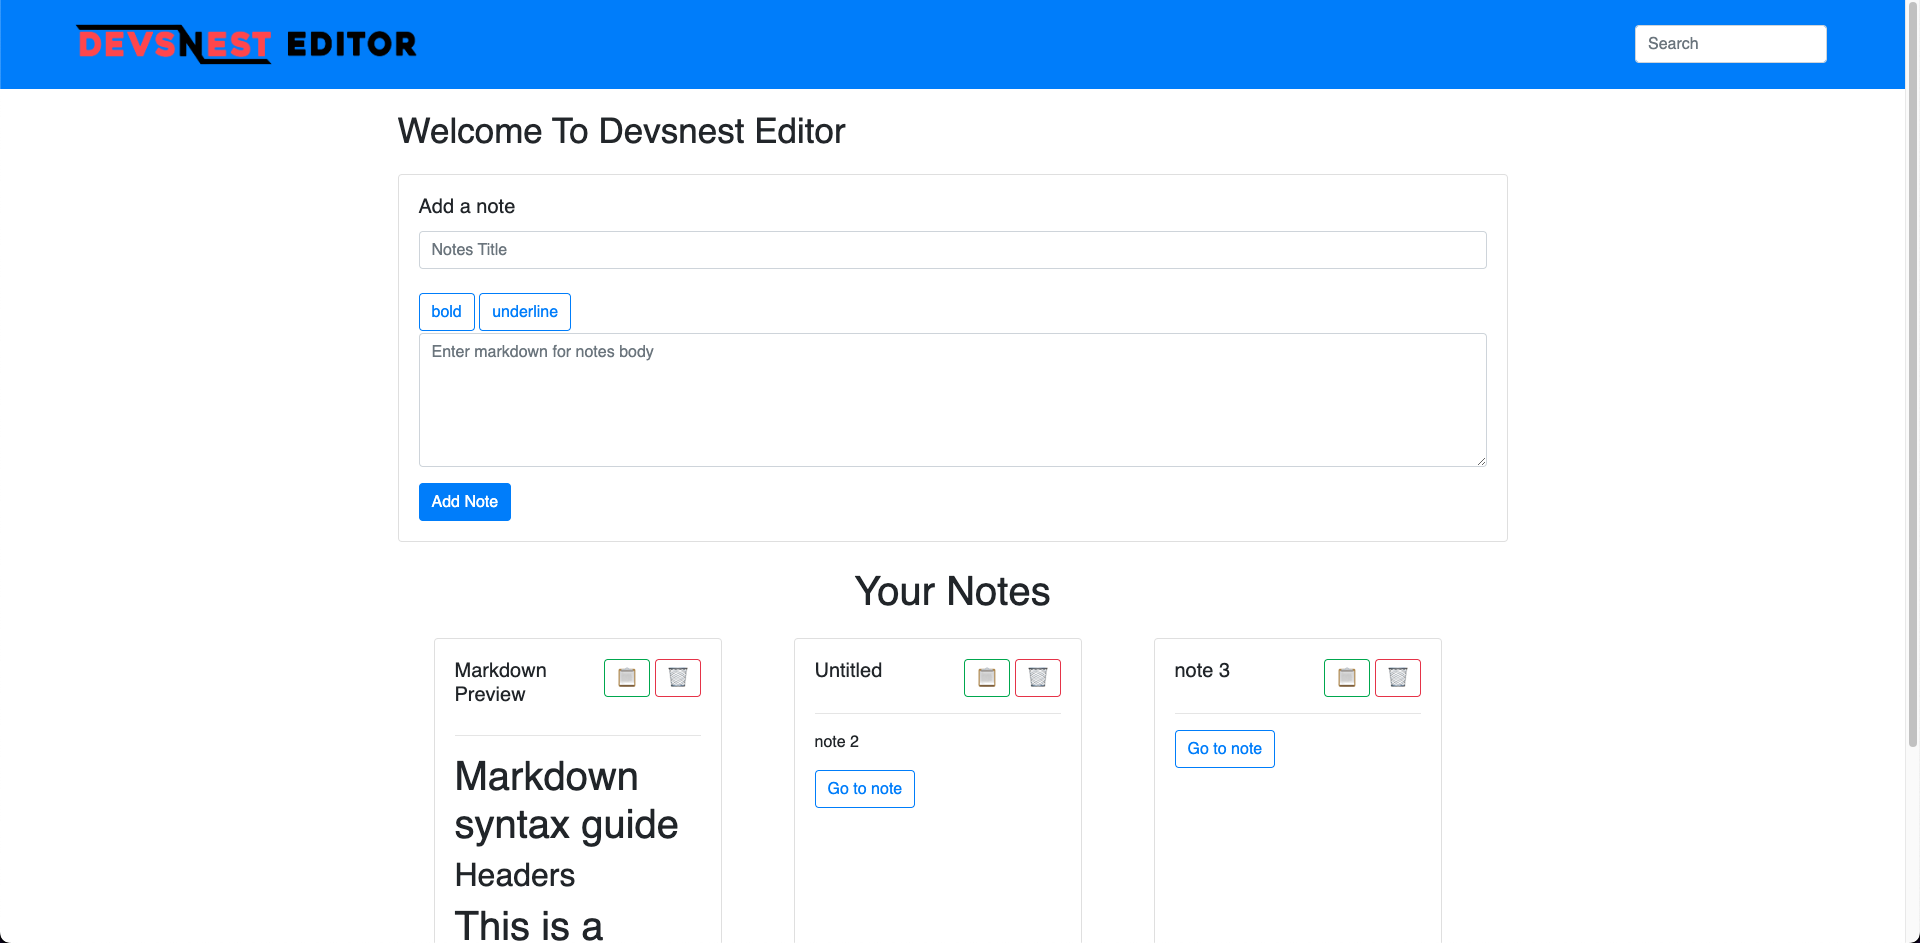 DEVSNEST EDITOR
Search
Welcome To Devsnest Editor
Add a note
Notes Title
bold underline
Enter markdown for notes body
Add Note
Your Notes
Markdown
Preview
Markdown
syntax guide
Headers
This is a
Untitled
note 2
Go to note
note 3
Go to note